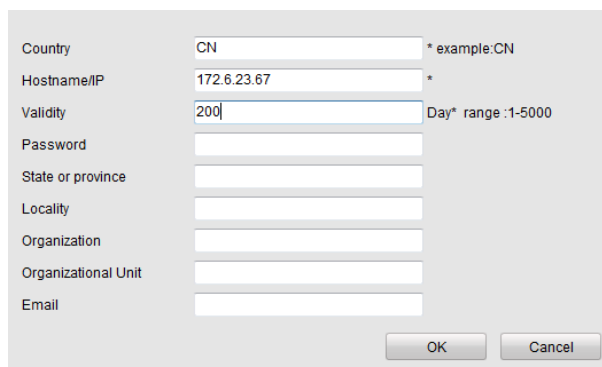 Country CN * example:CN
Hostname/IP 172.6.23.67 *
Validity 200 Day* range :1-5000
Password
State or province
Locality
Organization
Organizational Unit
Email
OK Cancel